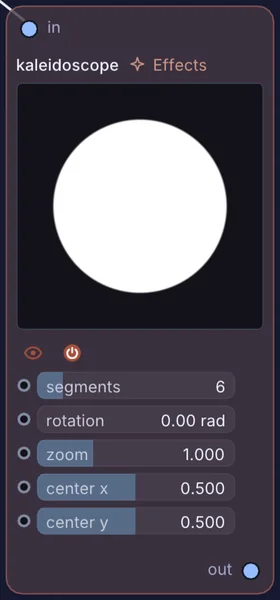 in
kaleidoscope Effects
segments 6
rotation 0.00 rad
zoom 1.000
center x 0.500
center y 0.500
out